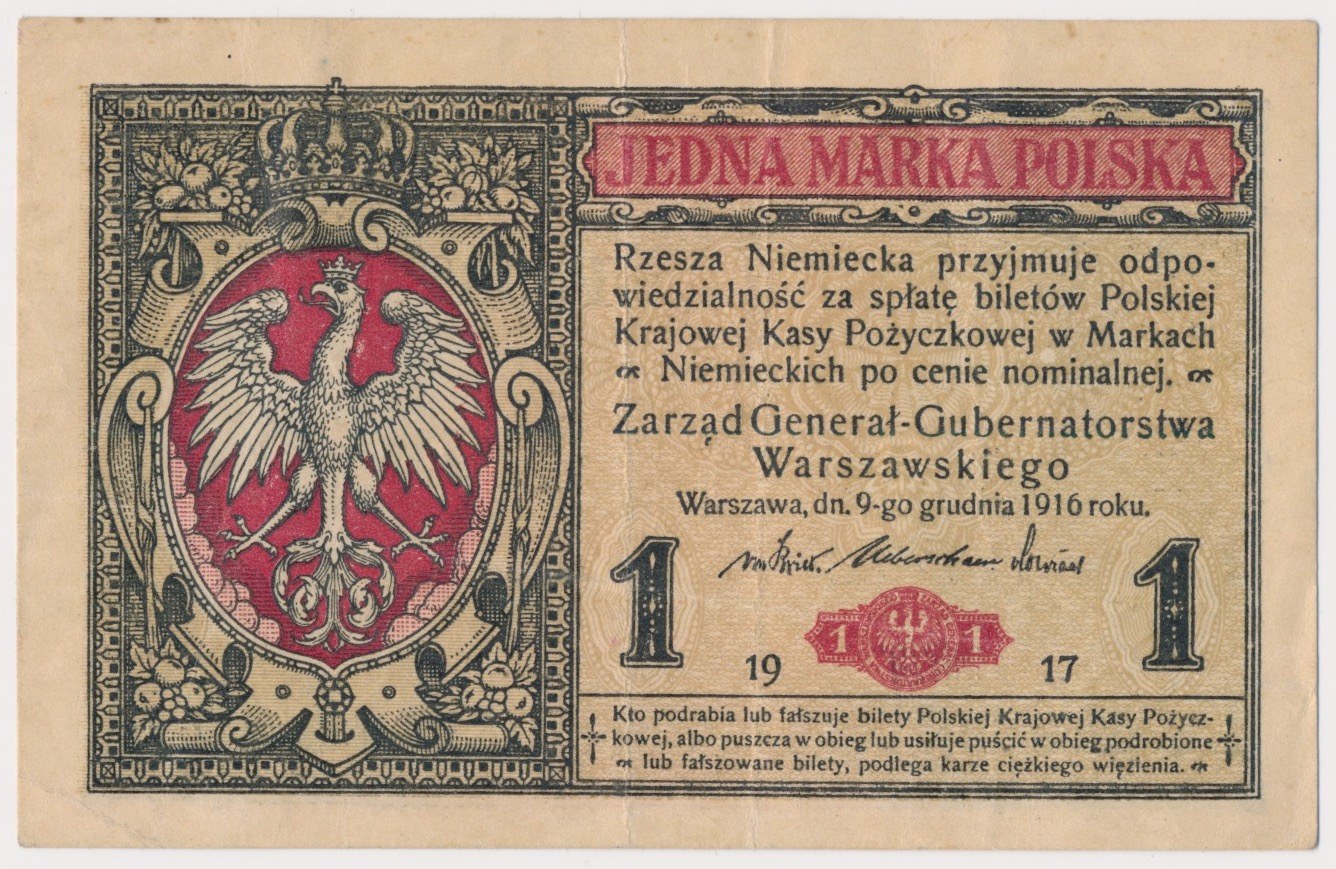 JEDNA MARKA POLSKA
Rzesza Niemiecka przyjmuje odpo-
wiedzialność za spłatę biletów Polskiej
Krajowej Kasy Pożyczkowej w Markach
Niemieckich po cenie nominalnej.
Zarząd Generał-Gubernatorstwa
Warszawskiego
Warszawa, dn. 9-go grudnia 1916 roku.
1 1
1 1
19 17
Kto podrabia lub fałszuje bilety Polskiej Krajowej Kasy Pożycz-
kowej, albo puszcza w obieg lub usiłuje puścić w obieg podrobione
lub fałszowane bilety, podlega karze ciężkiego więzienia.